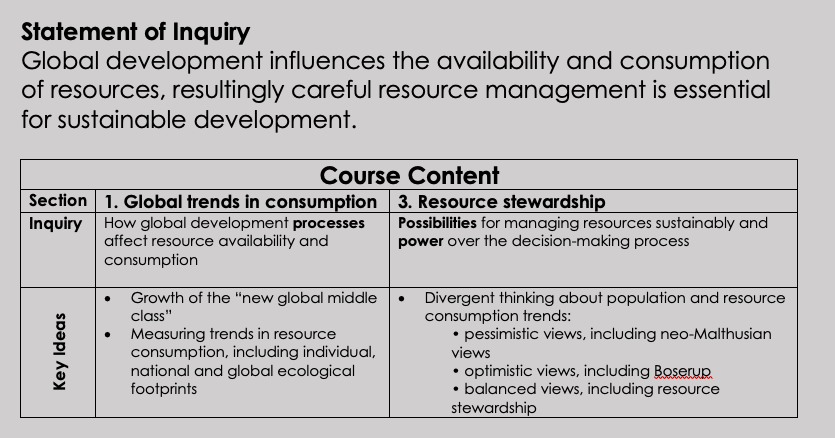 Statement of Inquiry
Global development influences the availability and consumption
of resources, resultingly careful resource management is essential
for sustainable development.
Course Content
Section
1. Global trends in consumption
3. Resource stewardship
Inquiry
How global development processes
affect resource availability and
consumption
Possibilities for managing resources sustainably and
power over the decision-making process
Key Ideas
• Growth of the “new global middle
class”
• Measuring trends in resource
consumption, including individual,
national and global ecological
footprints
• Divergent thinking about population and resource
consumption trends:
• pessimistic views, including neo-Malthusian
views
• optimistic views, including Boserup
• balanced views, including resource
stewardship